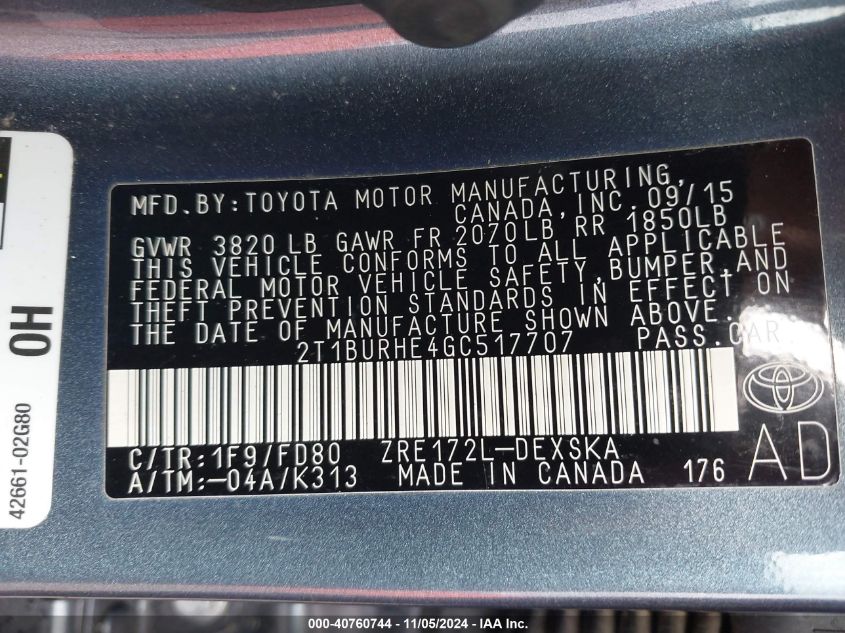 MFD.BY:TOYOTA MOTOR MANUFACTURING,
CANADA, INC. 09/15
GVWR 3820 LB GAWR FR 2070LB RR 1850LB
THIS VEHICLE CONFORMS TO ALL APPLICABLE
FEDERAL MOTOR VEHICLE SAFETY, BUMPER, AND
THEFT PREVENTION STANDARDS IN EFFECT ON
THE DATE OF MANUFACTURE SHOWN ABOVE.
2T1BURHE4GC517707 PASS.CAR
C/TR:1F9/FD80 ZRE172L-DEXSKA
A/TM:-04A/K313 MADE IN CANADA 176
AD
OH
42661-02G80
000-40760744 — 11/05/2024 — IAA Inc.